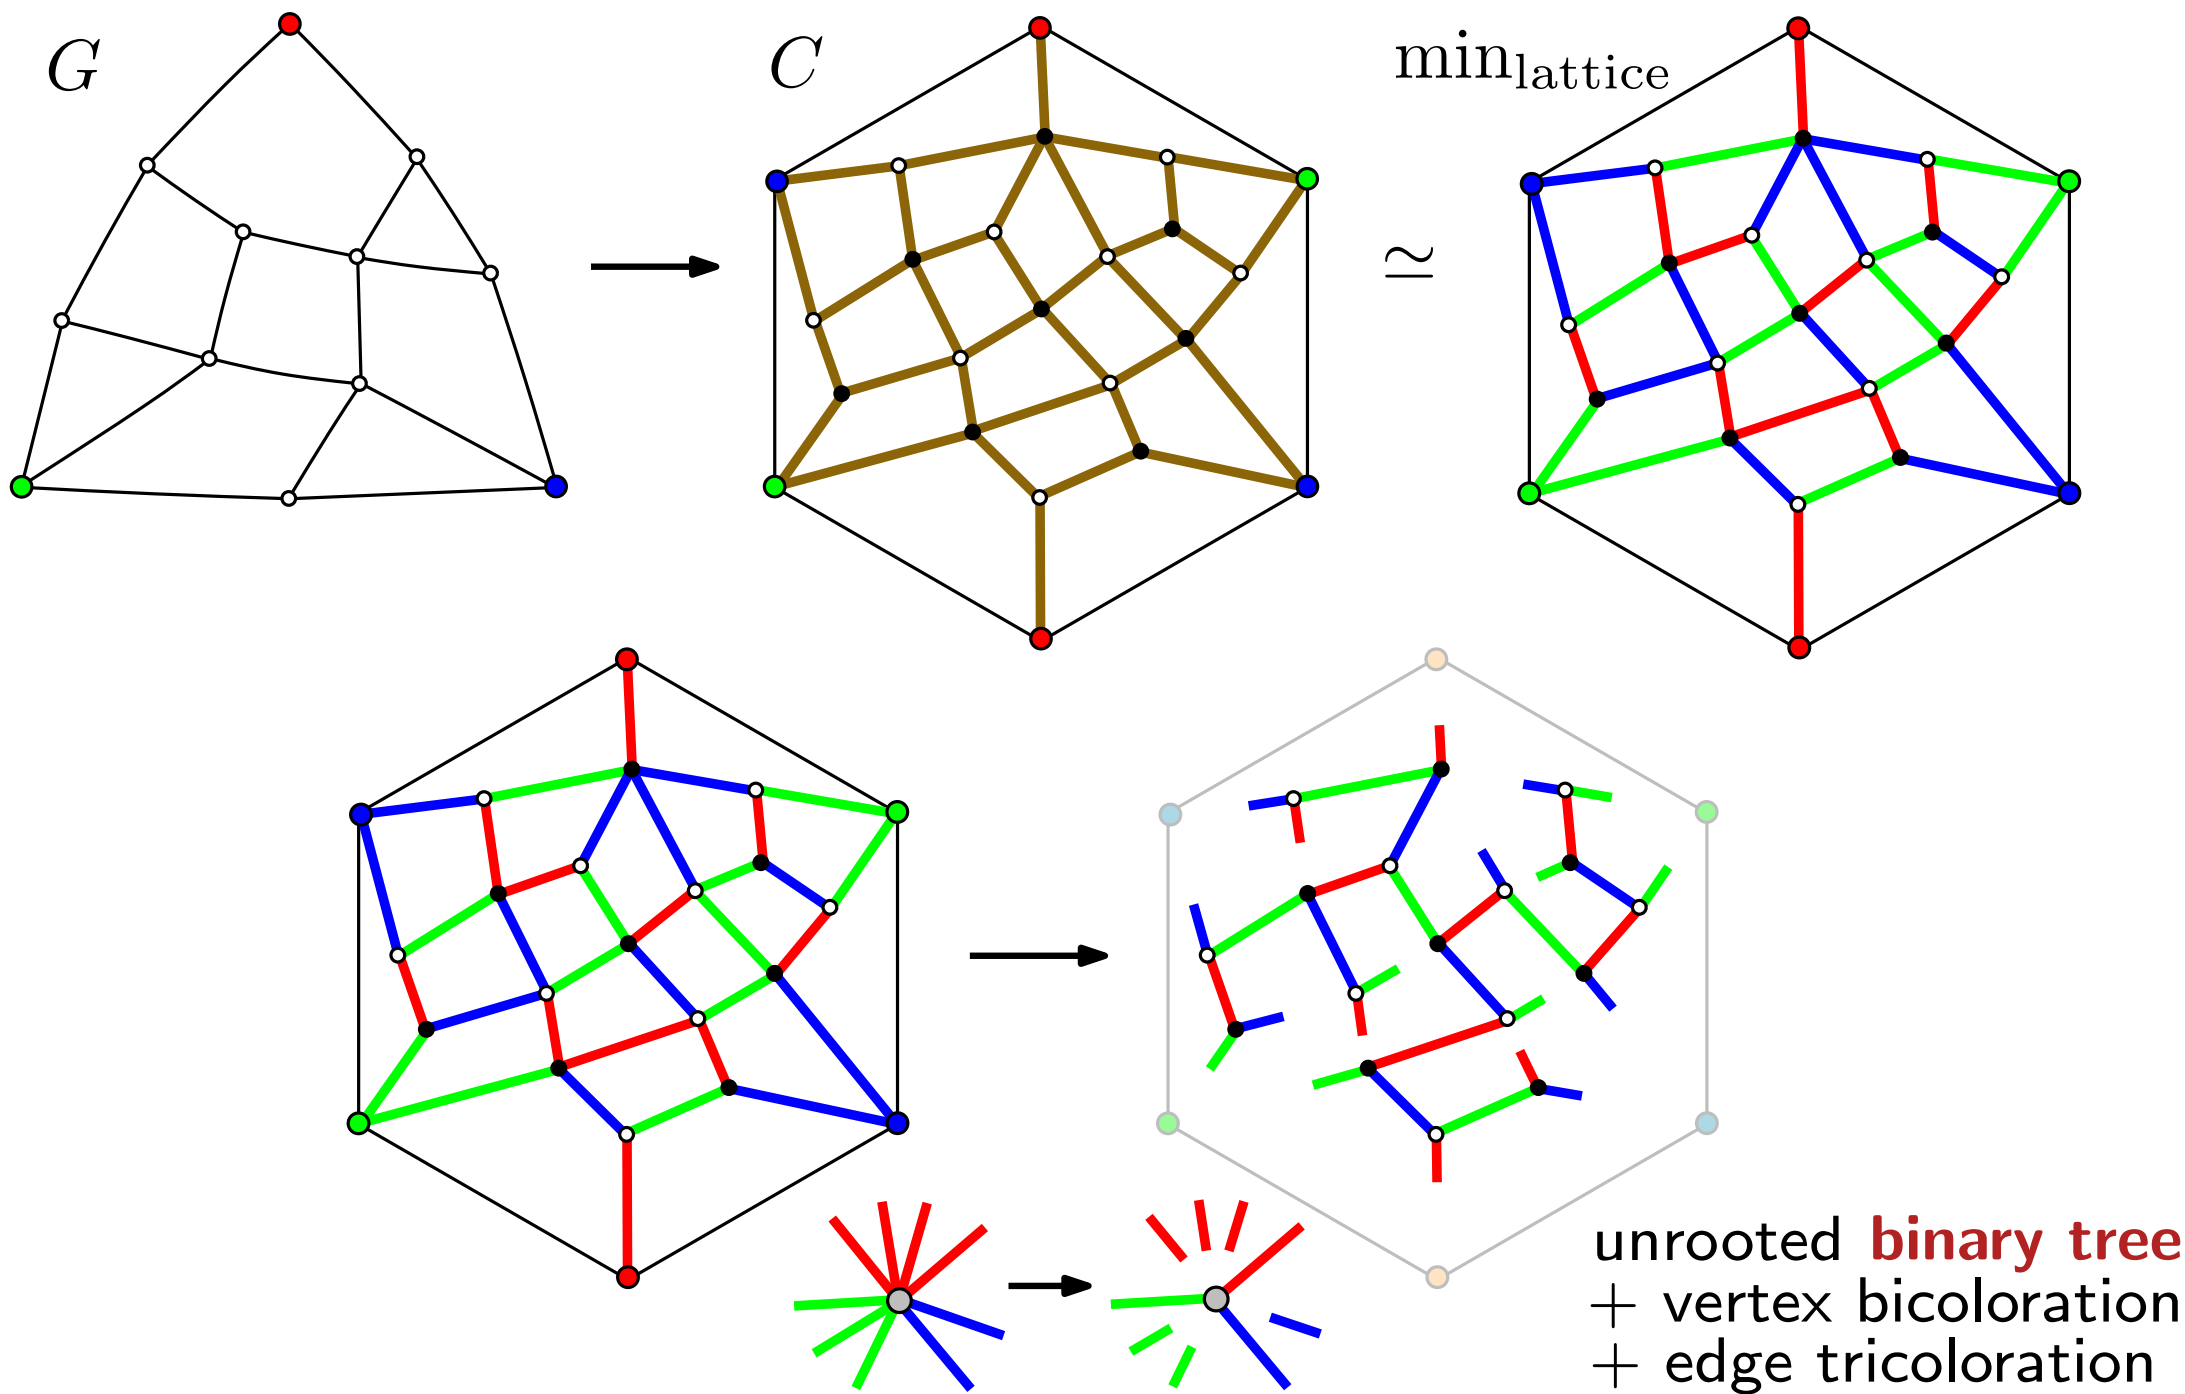 G
C
min_lattice
≃
unrooted binary tree
+ vertex bicoloration
+ edge tricoloration